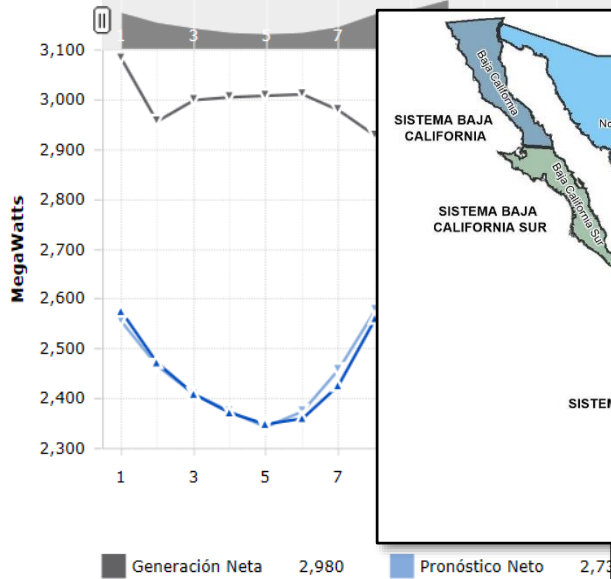 1 3 5 7
3,100
3,000
2,900
2,800
2,700
2,600
2,500
2,400
2,300
MegaWatts
1 3 5 7
Baja California
SISTEMA BAJA
CALIFORNIA
Baja California Sur
SISTEMA BAJA
CALIFORNIA SUR
Generación Neta 2,980 Pronóstico Neto